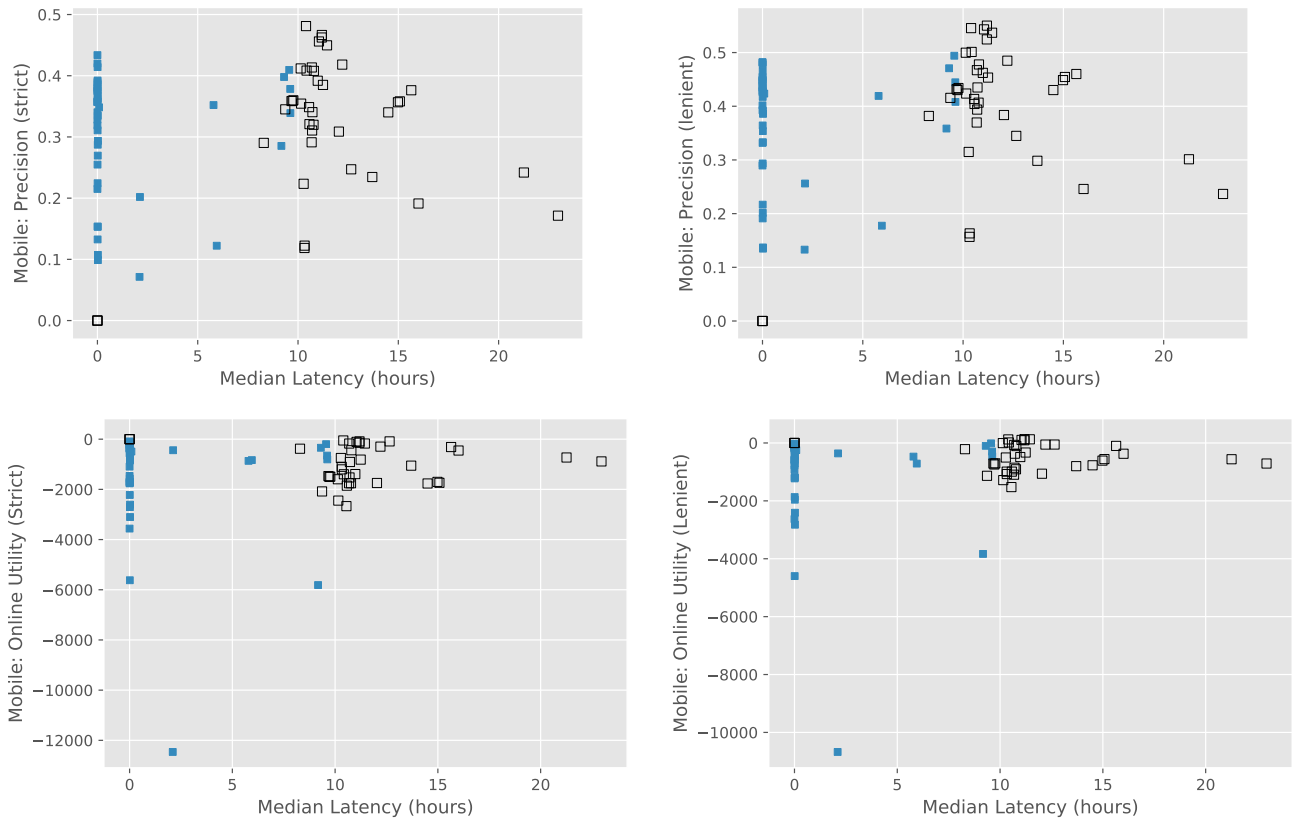 Mobile: Precision (strict)
0.5
0.4
0.3
0.2
0.1
0.0
0 5 10 15 20
Median Latency (hours)
Mobile: Precision (lenient)
0.5
0.4
0.3
0.2
0.1
0.0
0 5 10 15 20
Median Latency (hours)
Mobile: Online Utility (Strict)
0
−2000
−4000
−6000
−8000
−10000
−12000
0 5 10 15 20
Median Latency (hours)
Mobile: Online Utility (Lenient)
0
−2000
−4000
−6000
−8000
−10000
0 5 10 15 20
Median Latency (hours)